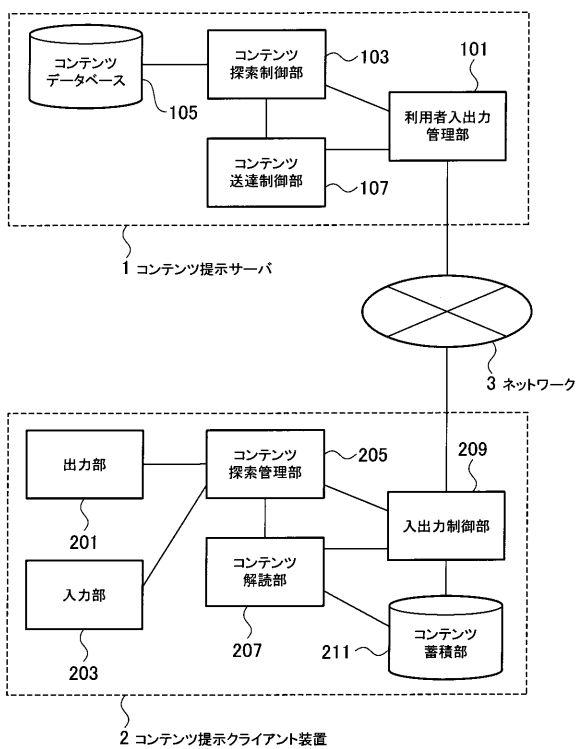 コンテンツ
データベース
105
コンテンツ
探索制御部
103
101
利用者入出力
管理部
コンテンツ
送達制御部
107
1 コンテンツ提示サーバ
3 ネットワーク
出力部
201
コンテンツ
探索管理部
205
209
入出力制御部
入力部
203
コンテンツ
解読部
207
211
コンテンツ
蓄積部
2 コンテンツ提示クライアント装置